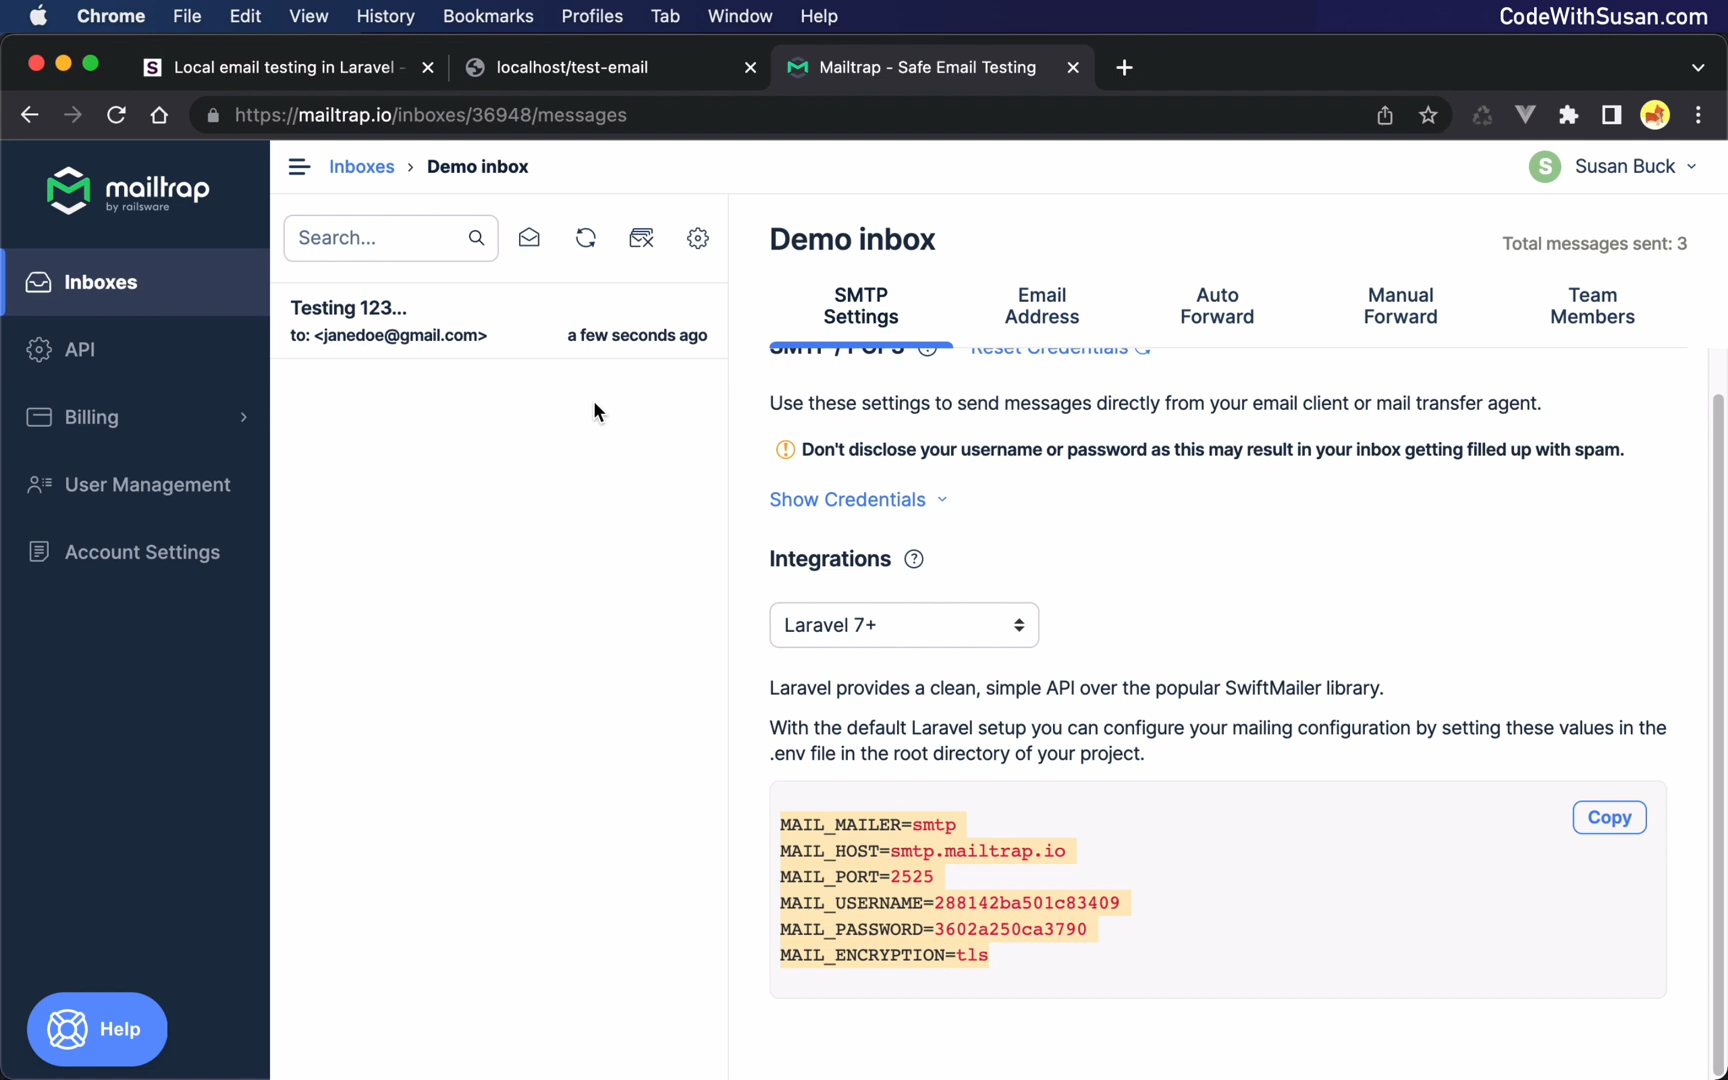 Chrome File Edit View History Bookmarks Profiles Tab Window Help
CodeWithSusan.com
Local email testing in Laravel -
localhost/test-email
Mailtrap - Safe Email Testing
https://mailtrap.io/inboxes/36948/messages
mailtrap
by railsware
Inboxes
API
Billing
User Management
Account Settings
Help
Inboxes › Demo inbox
S Susan Buck
Search...
Testing 123...
to: <janedoe@gmail.com> a few seconds ago
Demo inbox
Total messages sent: 3
SMTP
Settings
Email
Address
Auto
Forward
Manual
Forward
Team
Members
SMTP / POP3 Reset Credentials
Use these settings to send messages directly from your email client or mail transfer agent.
Don't disclose your username or password as this may result in your inbox getting filled up with spam.
Show Credentials
Integrations
Laravel 7+
Laravel provides a clean, simple API over the popular SwiftMailer library.
With the default Laravel setup you can configure your mailing configuration by setting these values in the
.env file in the root directory of your project.
Copy
MAIL_MAILER=smtp
MAIL_HOST=smtp.mailtrap.io
MAIL_PORT=2525
MAIL_USERNAME=288142ba501c83409
MAIL_PASSWORD=3602a250ca3790
MAIL_ENCRYPTION=tls